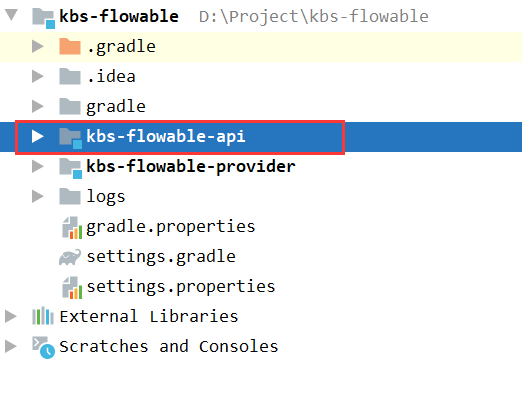 kbs-flowable D:\Project\kbs-flowable
.gradle
.idea
gradle
kbs-flowable-api
kbs-flowable-provider
logs
gradle.properties
settings.gradle
settings.properties
External Libraries
Scratches and Consoles